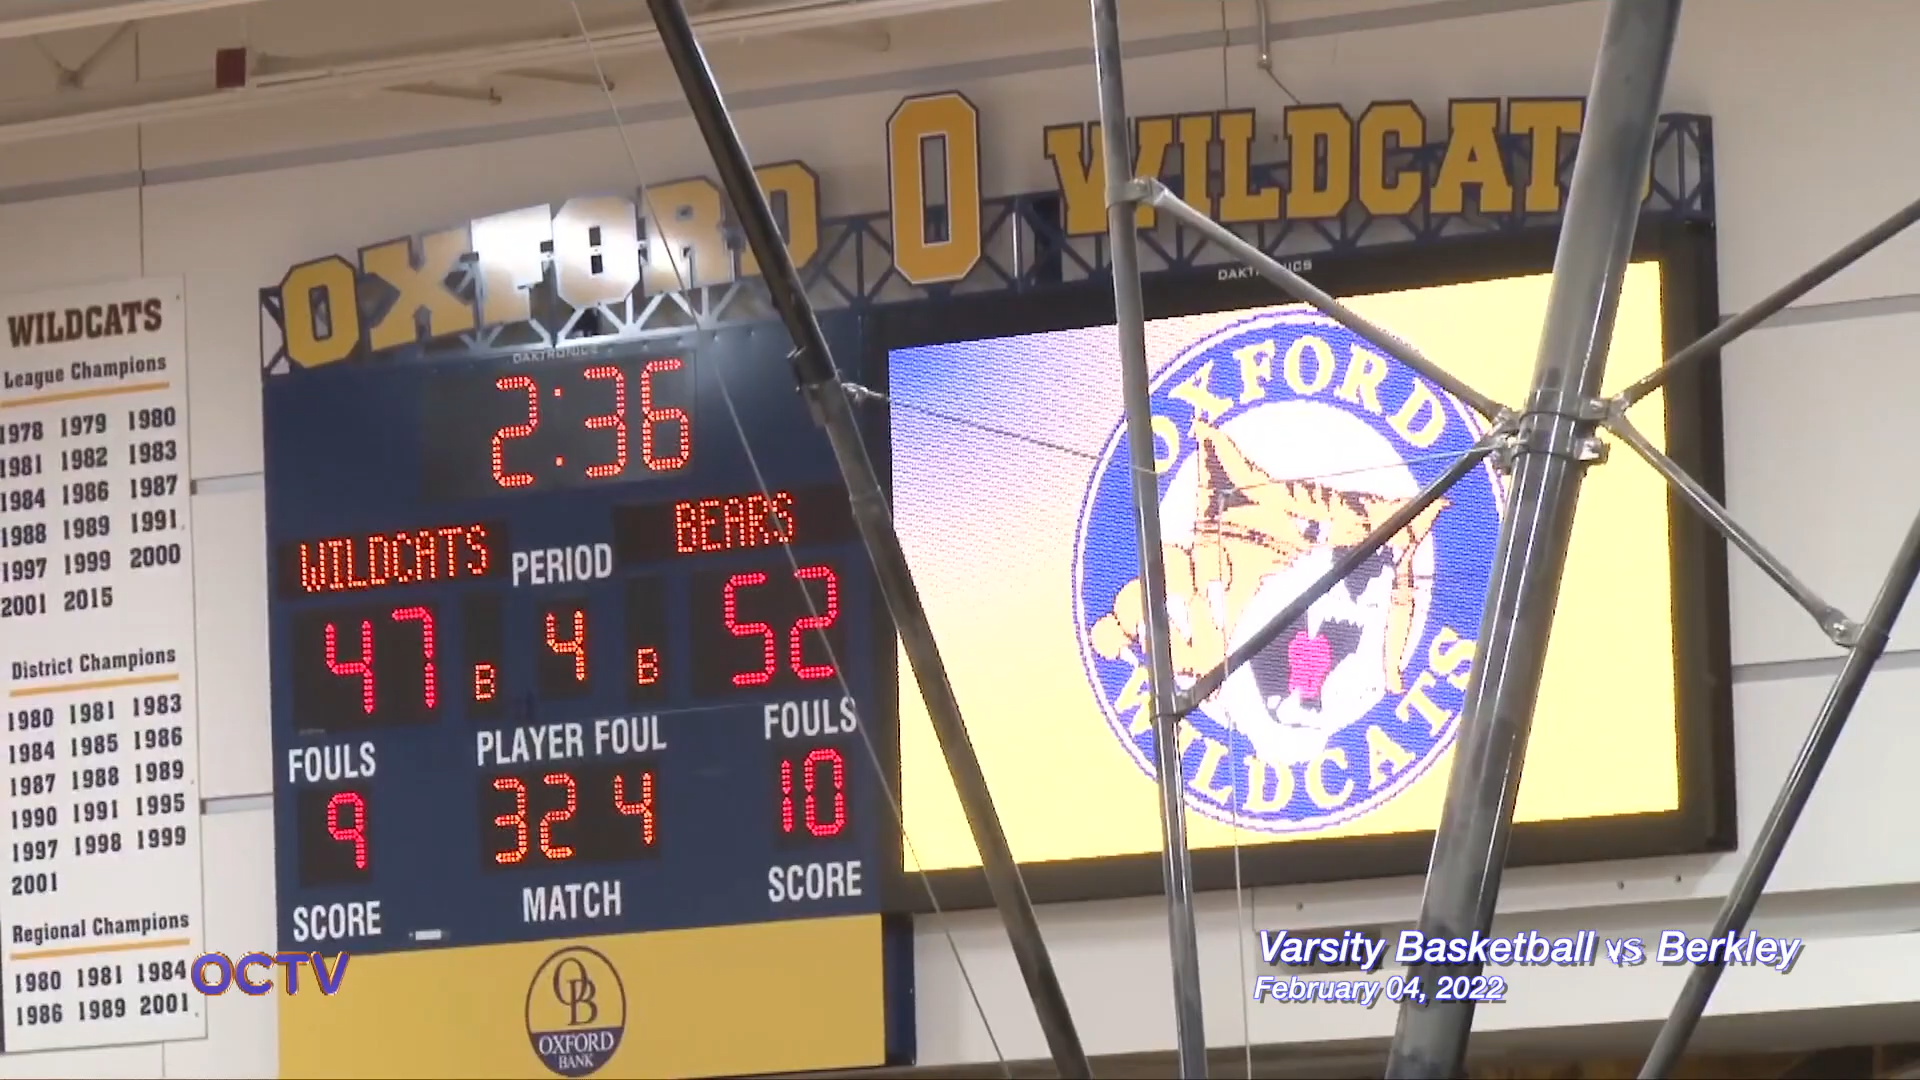 OXFORD O WILDCATS
DAKTRONICS
DAKTRONICS
2:36
WILDCATS
BEARS
PERIOD
47
B
4
B
52
FOULS
PLAYER FOUL
FOULS
9
32 4
10
SCORE
MATCH
SCORE
OB
OXFORD
BANK
OXFORD
WILDCATS
WILDCATS
League Champions
1978 1979 1980
1981 1982 1983
1984 1986 1987
1988 1989 1991
1997 1999 2000
2001 2015
District Champions
1980 1981 1983
1984 1985 1986
1987 1988 1989
1990 1991 1995
1997 1998 1999
2001
Regional Champions
1980 1981 1984
1986 1989 2001
OCTV
Varsity Basketball vs Berkley
February 04, 2022